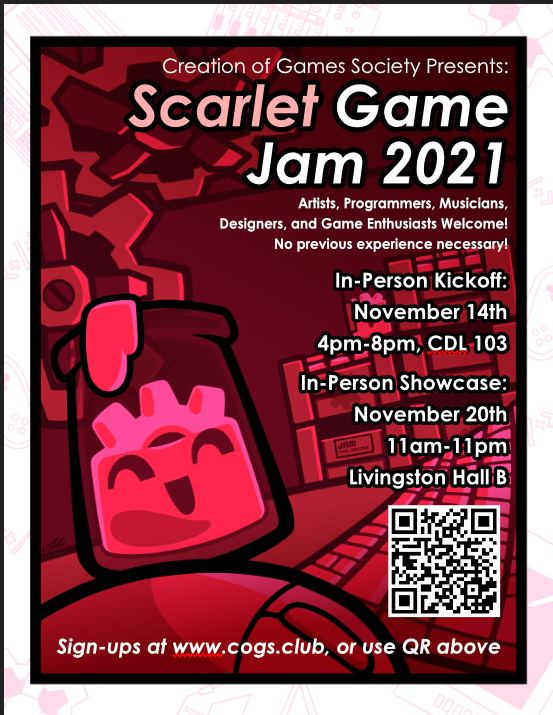 Creation of Games Society Presents:
Scarlet Game
Jam 2021
Artists, Programmers, Musicians,
Designers, and Game Enthusiasts Welcome!
No previous experience necessary!
In-Person Kickoff:
November 14th
4pm-8pm, CDL 103
In-Person Showcase:
November 20th
11am-11pm
Livingston Hall B
JAM
Sign-ups at www.cogs.club, or use QR above